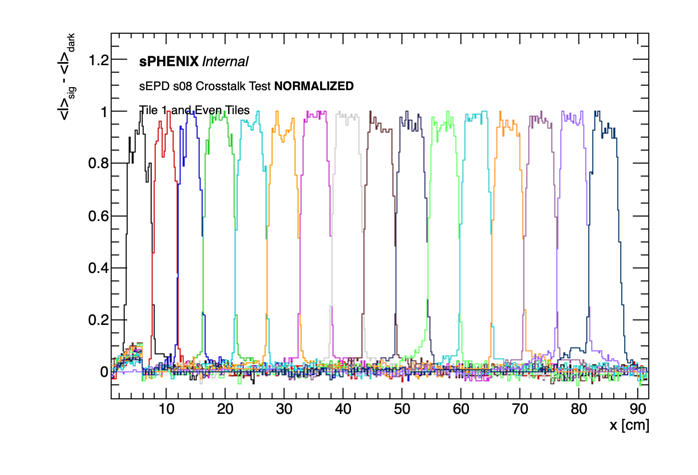 <I>sig - <I>dark
sPHENIX Internal
sEPD s08 Crosstalk Test NORMALIZED
Tile 1 and Even Tiles
1.2
1
0.8
0.6
0.4
0.2
0
10 20 30 40 50 60 70 80 90
x [cm]